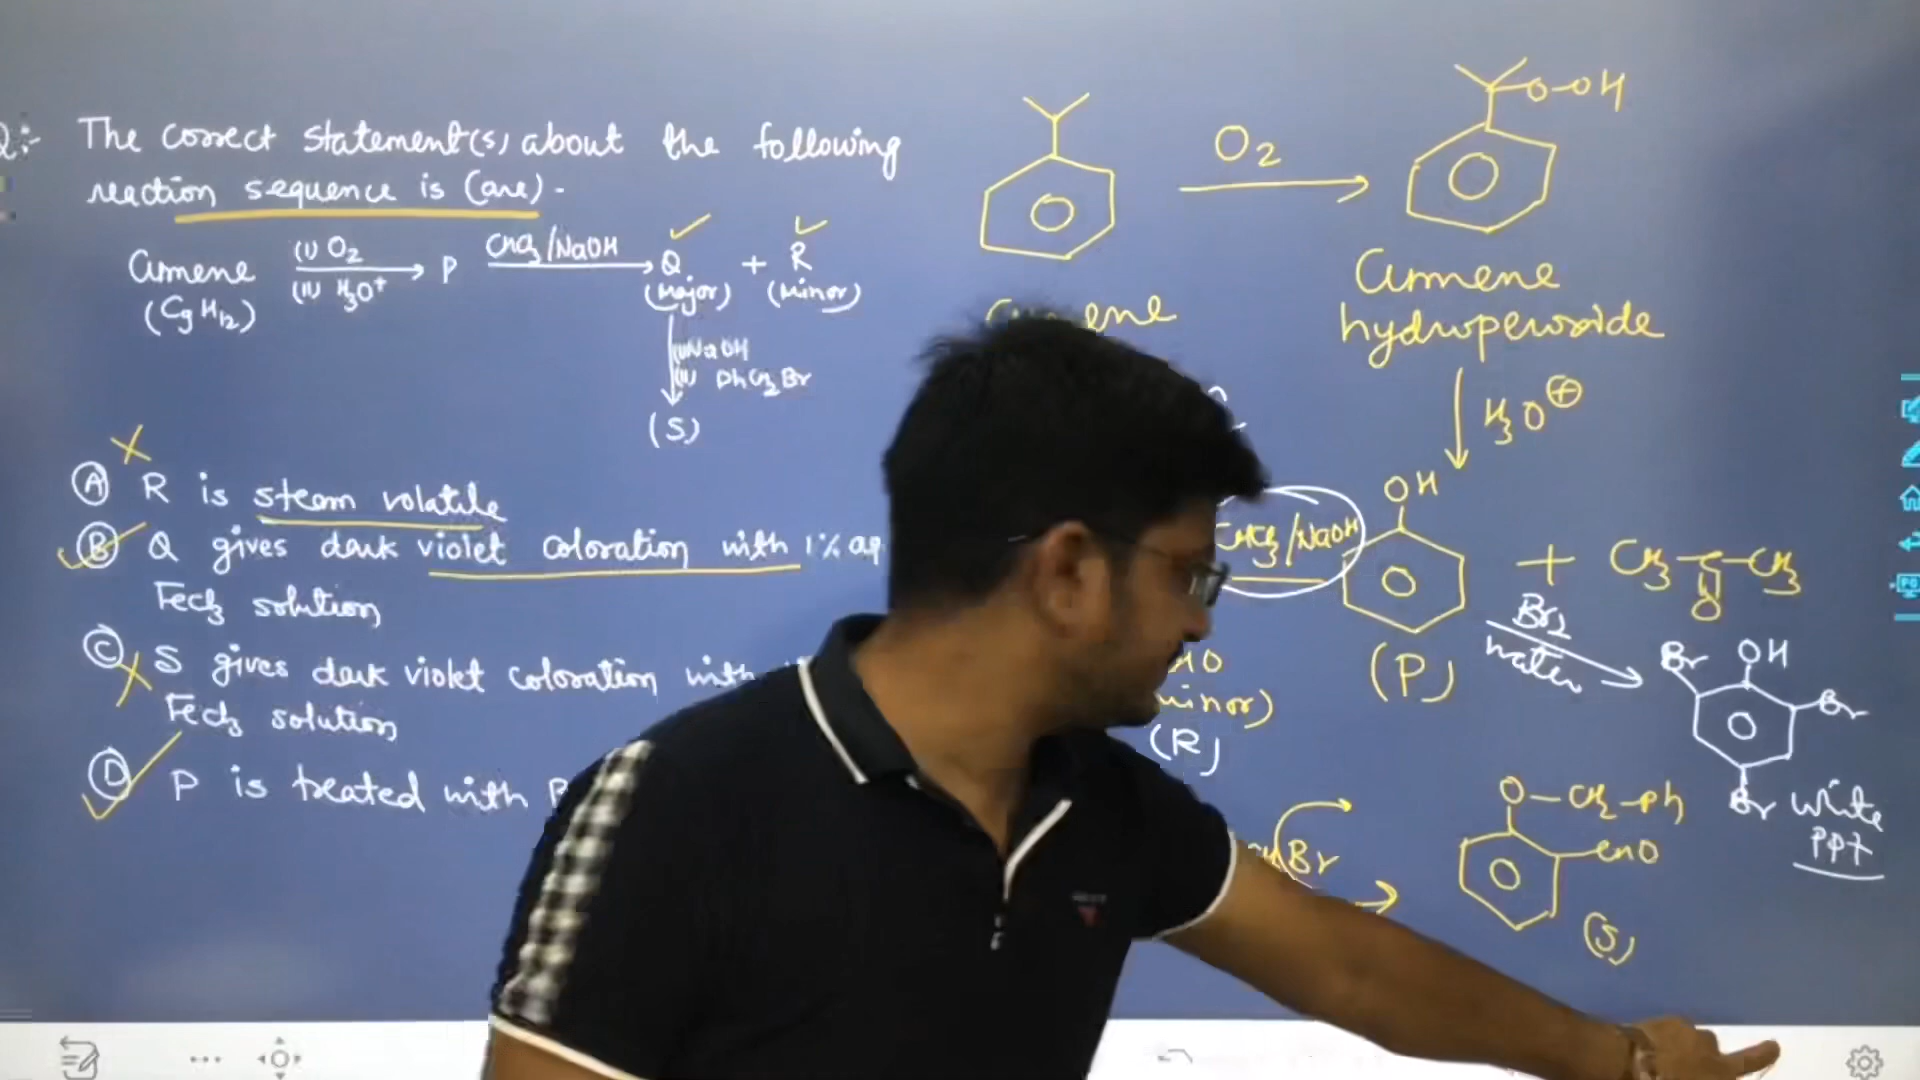 Q:- The correct statement(s) about the following
reaction sequence is (are) -
Cumene (i) O2 (ii) H3O+ → P CHCl3/NaOH → Q + R
(C9H12) (Major) (Minor)
(i) NaOH
(ii) PhCH2Br
(S)
(A) R is steam volatile
(B) Q gives dark violet coloration with 1% aq.
FeCl3 solution
(C) S gives dark violet coloration with
FeCl3 solution
(D) P is treated with
O2
O-OH
Cumene
hydroperoxide
H3O⊕
OH
CHCl3/NaOH
+ CH3-C-CH3
O
(P)
Br2
water
Br OH
Br
Br white
ppt
(R)
Br
O-CH2-Ph
CHO
(S)